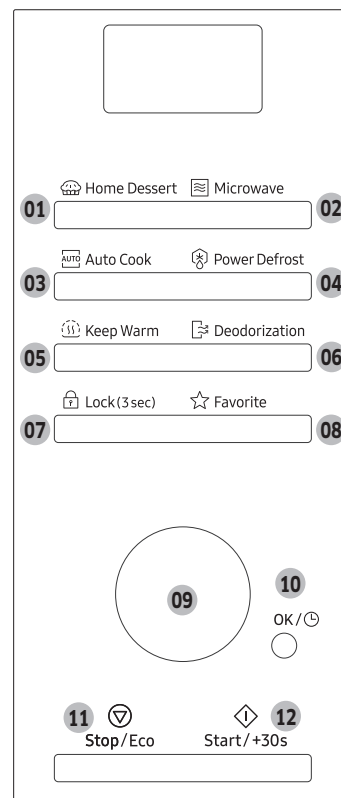 Home Dessert Microwave
01 02
AUTO Auto Cook Power Defrost
03 04
Keep Warm Deodorization
05 06
Lock (3 sec) Favorite
07 08
09
10
OK/
11 12
Stop/Eco Start/+30s